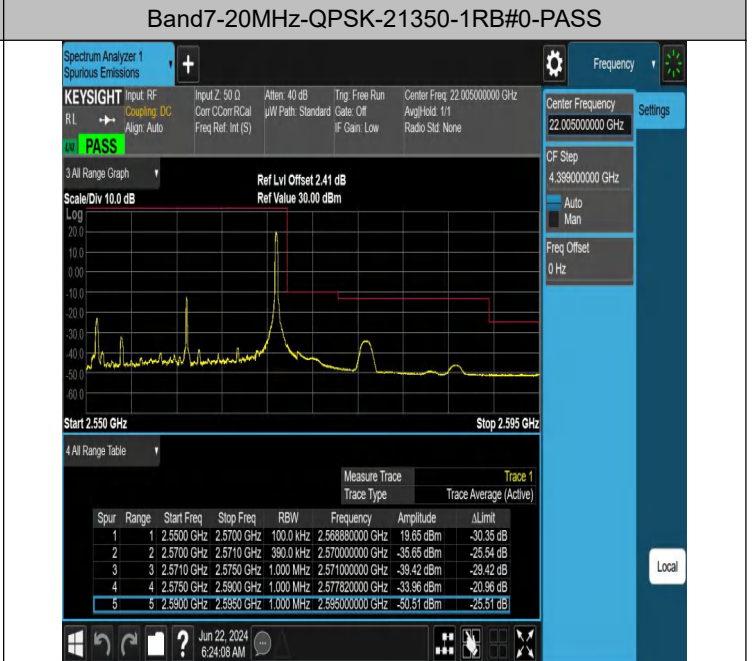 Band7-20MHz-QPSK-21350-1RB#0-PASS
Spectrum Analyzer 1
Spurious Emissions
Frequency
KEYSIGHT Input: RF Input Z: 50 Ω Atten: 40 dB Trig: Free Run Center Freq: 22.005000000 GHz
RL Coupling: DC Corr CCorr RCal µW Path: Standard Gate: Off Avg|Hold: 1/1
Align: Auto Freq Ref: Int (S) IF Gain: Low Radio Std: None
PASS
Center Frequency
22.005000000 GHz
Settings
CF Step
4.399000000 GHz
Auto
Man
Freq Offset
0 Hz
3 All Range Graph
Ref Lvl Offset 2.41 dB
Scale/Div 10.0 dB Ref Value 30.00 dBm
Log
20.0
10.0
0.00
-10.0
-20.0
-30.0
-40.0
-50.0
-60.0
Start 2.550 GHz Stop 2.595 GHz
4 All Range Table
Measure Trace Trace 1
Trace Type Trace Average (Active)
Spur Range Start Freq Stop Freq RBW Frequency Amplitude ΔLimit
1 1 2.5500 GHz 2.5700 GHz 100.0 kHz 2.568880000 GHz 19.65 dBm -30.35 dB
2 2 2.5700 GHz 2.5710 GHz 390.0 kHz 2.570000000 GHz -35.65 dBm -25.54 dB
3 3 2.5710 GHz 2.5750 GHz 1.000 MHz 2.571000000 GHz -39.42 dBm -29.42 dB
4 4 2.5750 GHz 2.5900 GHz 1.000 MHz 2.577820000 GHz -33.96 dBm -20.96 dB
5 5 2.5900 GHz 2.5950 GHz 1.000 MHz 2.595000000 GHz -50.51 dBm -25.51 dB
Local
Jun 22, 2024
6:24:08 AM